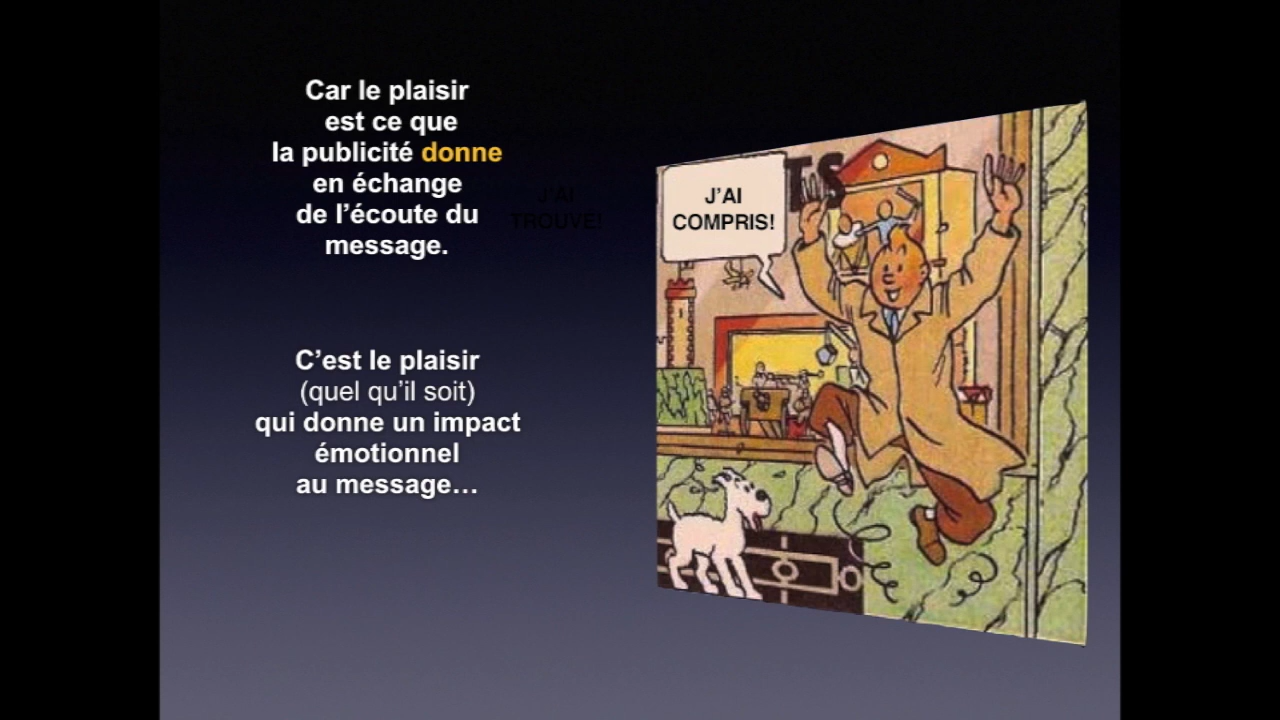 Car le plaisir
est ce que
la publicité donne
en échange
de l’écoute du
message.
C’est le plaisir
(quel qu’il soit)
qui donne un impact
émotionnel
au message…
J’AI
TROUVÉ!
TS
J’AI
COMPRIS!